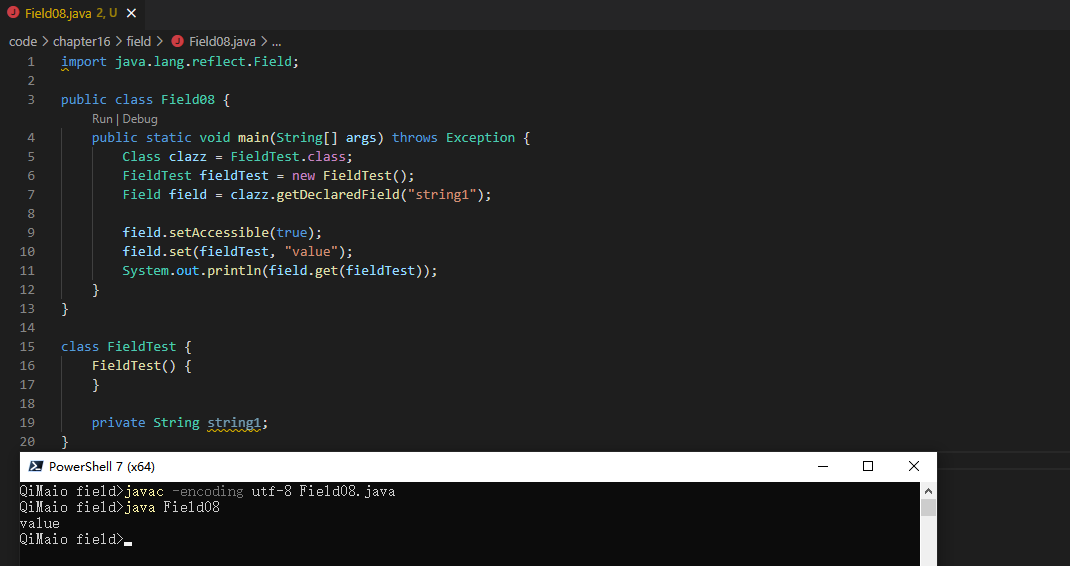 Field08.java 2, U
code > chapter16 > field > Field08.java > ...
1 import java.lang.reflect.Field;
2
3 public class Field08 {
Run | Debug
4 public static void main(String[] args) throws Exception {
5 Class clazz = FieldTest.class;
6 FieldTest fieldTest = new FieldTest();
7 Field field = clazz.getDeclaredField("string1");
8
9 field.setAccessible(true);
10 field.set(fieldTest, "value");
11 System.out.println(field.get(fieldTest));
12 }
13 }
14
15 class FieldTest {
16 FieldTest() {
17 }
18
19 private String string1;
20 }
PowerShell 7 (x64)
QiMaio field>javac -encoding utf-8 Field08.java
QiMaio field>java Field08
value
QiMaio field>